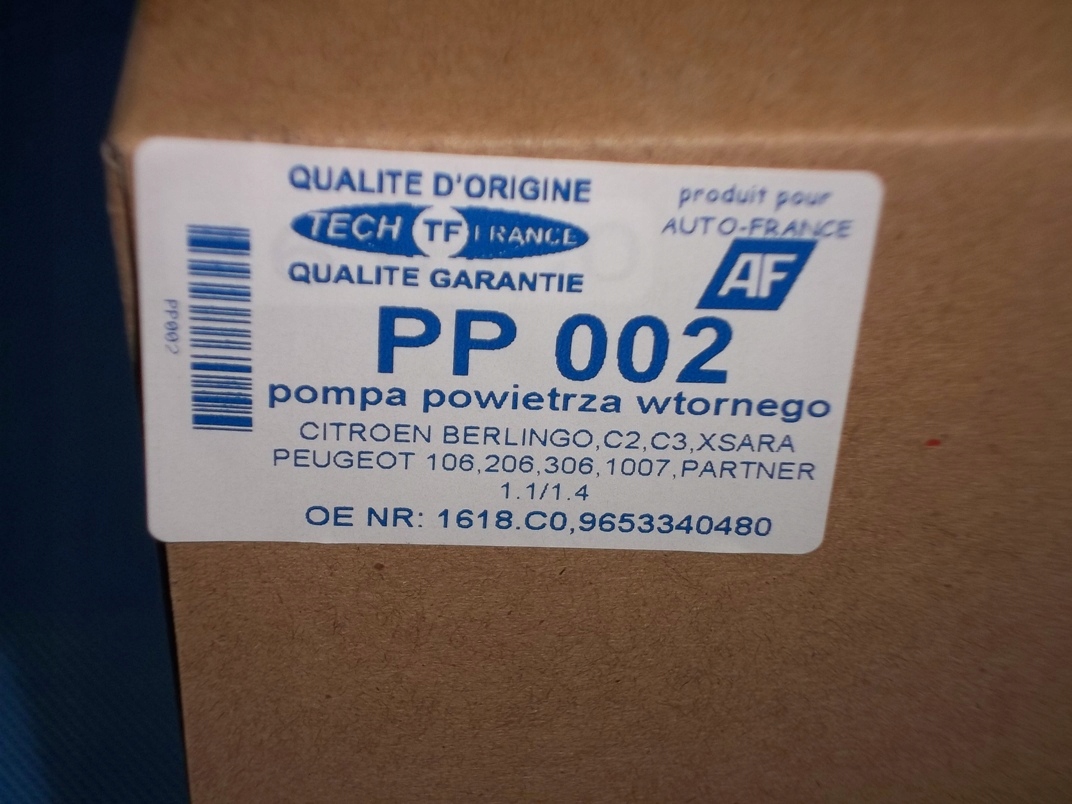 QUALITE D'ORIGINE
TECH TF FRANCE
QUALITE GARANTIE
produit pour
AUTO-FRANCE
AF
PP002
PP 002
pompa powietrza wtornego
CITROEN BERLINGO,C2,C3,XSARA
PEUGEOT 106,206,306,1007,PARTNER
1.1/1.4
OE NR: 1618.C0,9653340480